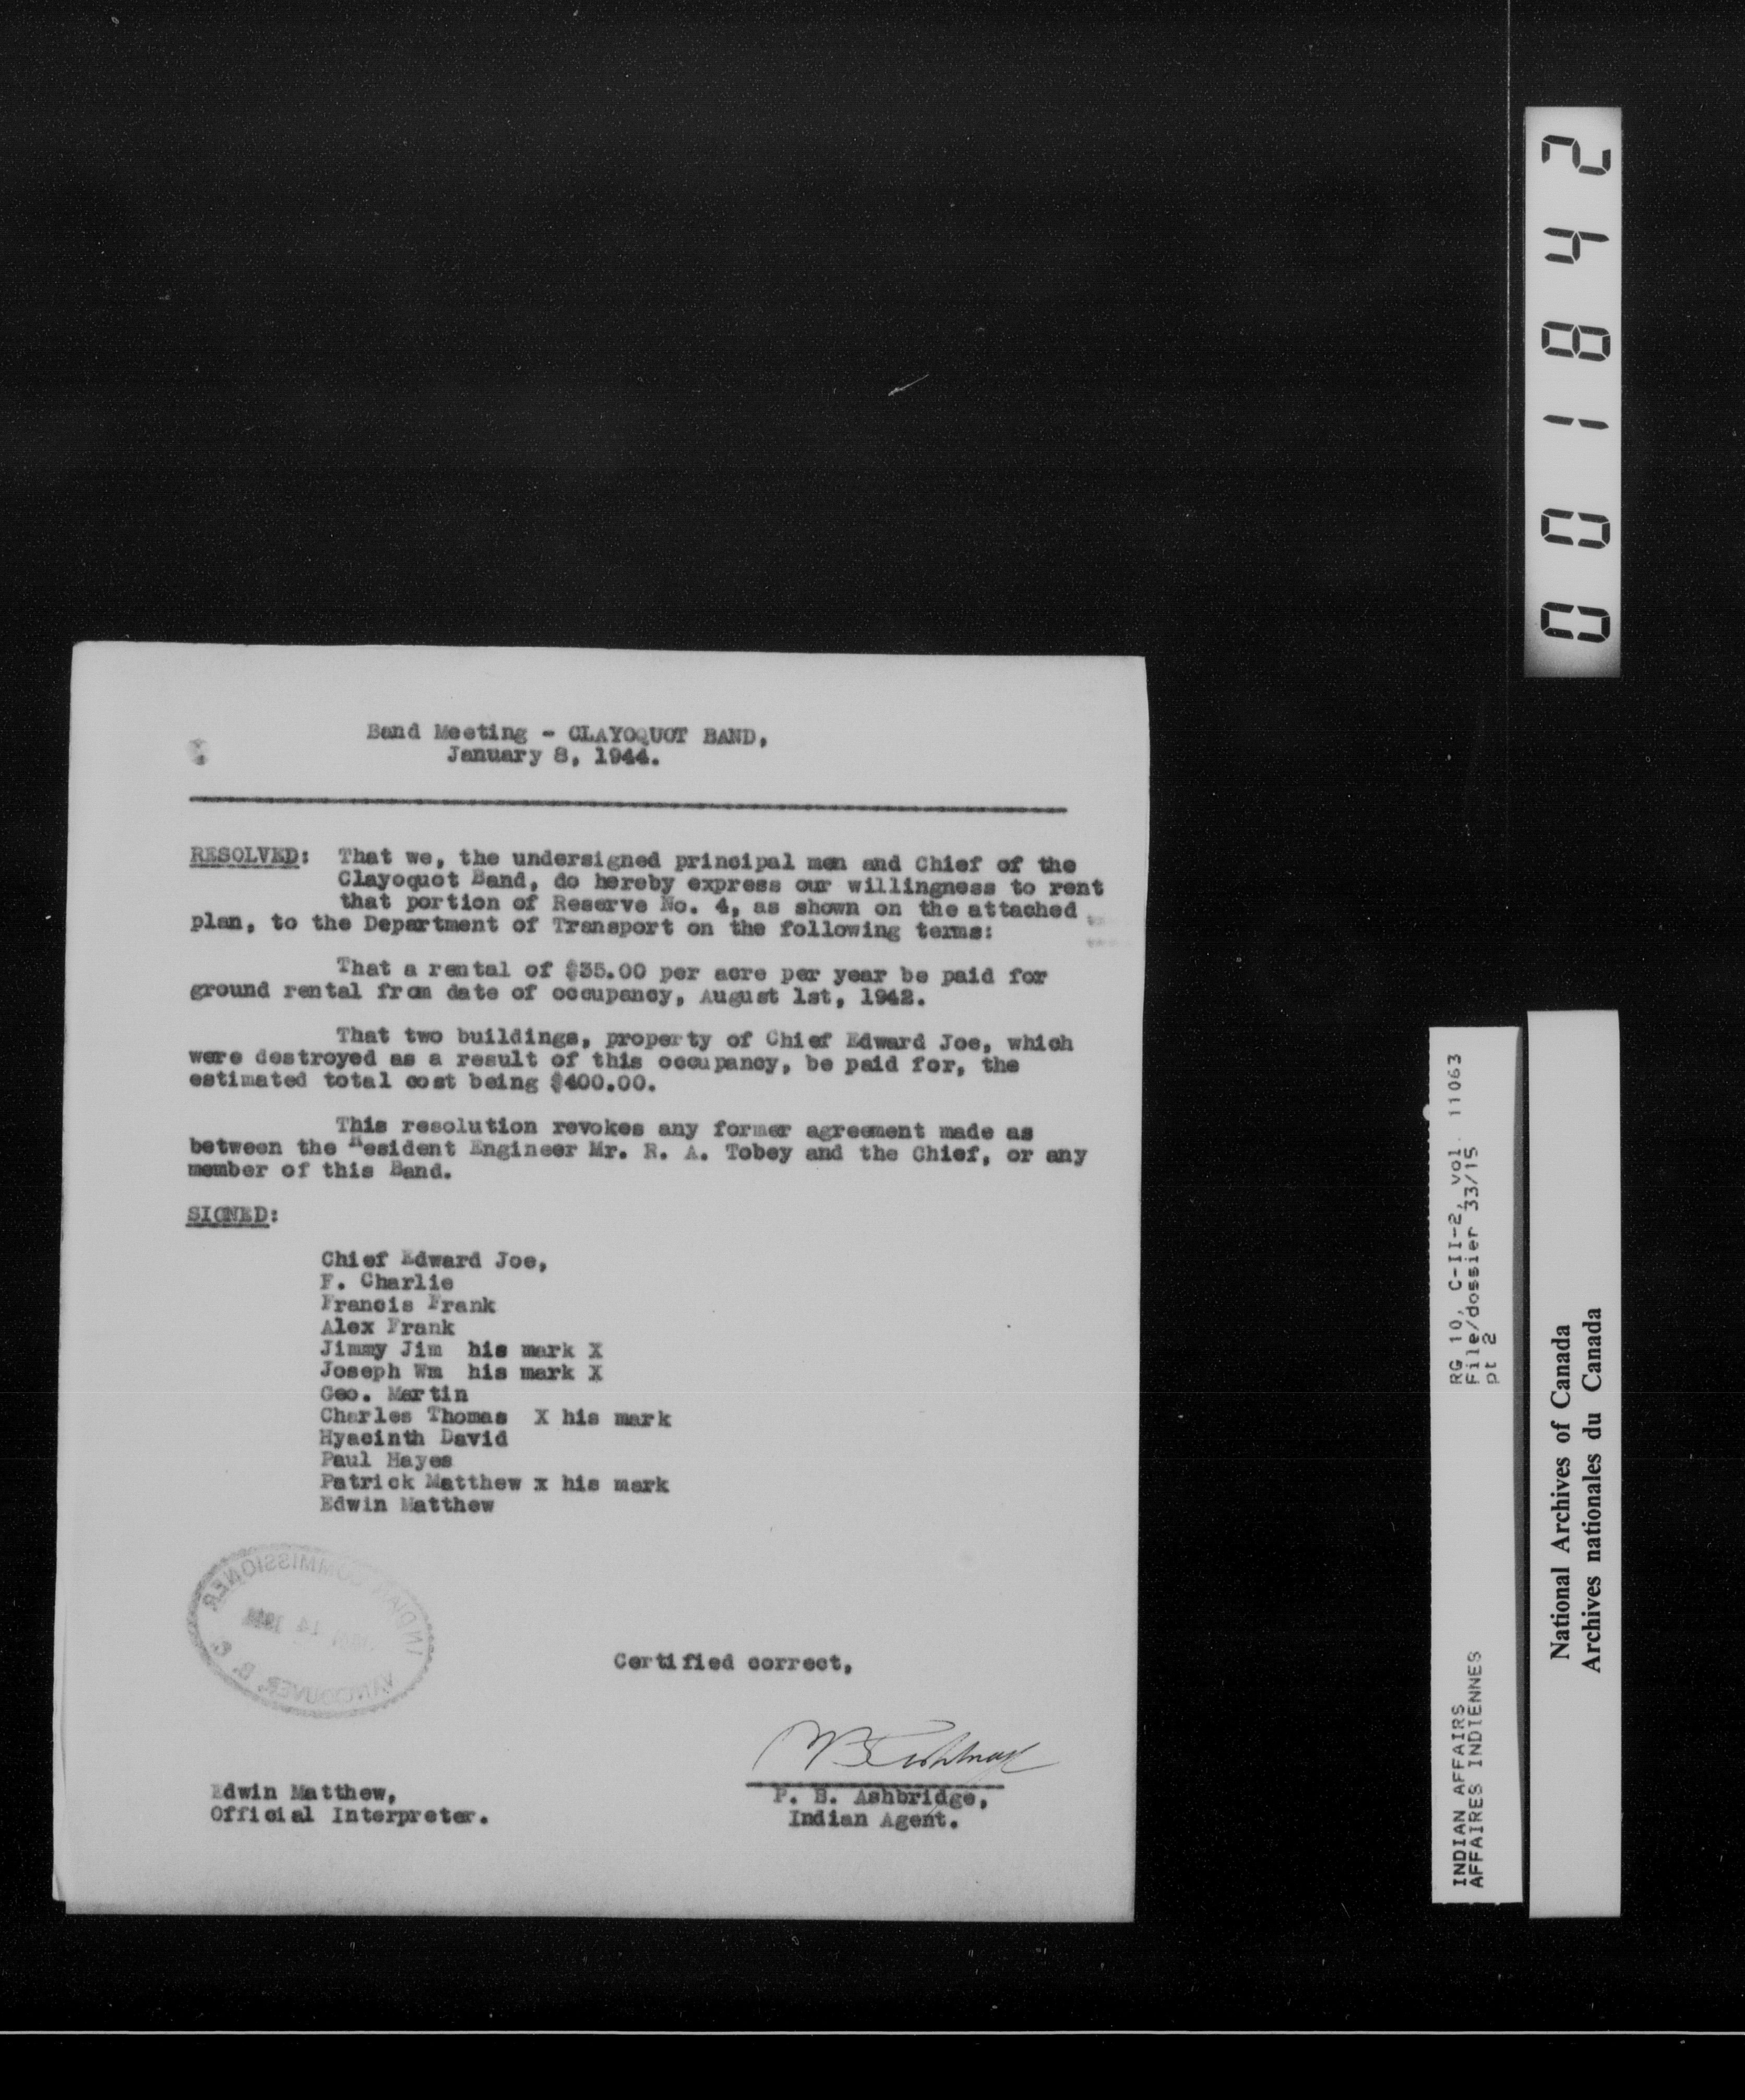 Band Meeting - CLAYOQUOT BAND,
January 8, 1944.
RESOLVED: That we, the undersigned principal men and Chief of the
Clayoquot Band, do hereby express our willingness to rent
that portion of Reserve No. 4, as shown on the attached
plan, to the Department of Transport on the following terms:
That a rental of $35.00 per acre per year be paid for
ground rental from date of occupancy, August 1st, 1942.
That two buildings, property of Chief Edward Joe, which
were destroyed as a result of this occupancy, be paid for, the
estimated total cost being $400.00.
This resolution revokes any former agreement made as
between the Resident Engineer Mr. R. A. Tobey and the Chief, or any
member of this Band.
SIGNED:
Chief Edward Joe,
F. Charlie
Francis Frank
Alex Frank
Jimmy Jim his mark X
Joseph Wm his mark X
Geo. Martin
Charles Thomas X his mark
Hyacinth David
Paul Hayes
Patrick Matthew x his mark
Edwin Matthew
INDIAN COMMISSIONER
JAN 14 1944
VANCOUVER B C
Certified correct,
P. B. Ashbridge,
Indian Agent.
Edwin Matthew,
Official Interpreter.
001842
RG 10, C-II-2, vol. 11063
File/dossier 33/15
pt 2
INDIAN AFFAIRS
AFFAIRES INDIENNES
National Archives of Canada
Archives nationales du Canada